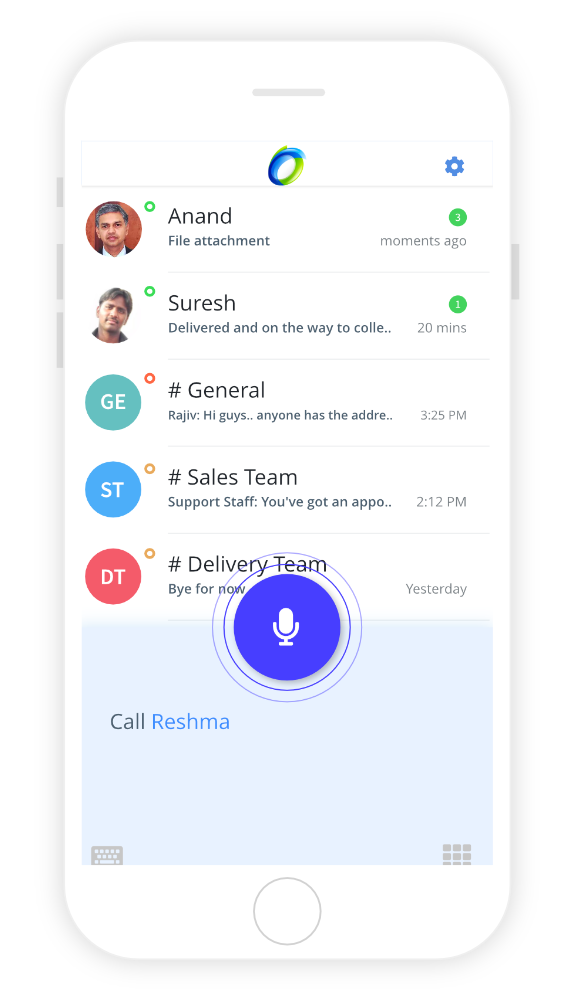 Anand
3
File attachment
moments ago
Suresh
1
Delivered and on the way to colle..
20 mins
GE
# General
Rajiv: Hi guys.. anyone has the addre..
3:25 PM
ST
# Sales Team
Support Staff: You've got an appo..
2:12 PM
DT
# Delivery Team
Bye for now
Yesterday
Call Reshma